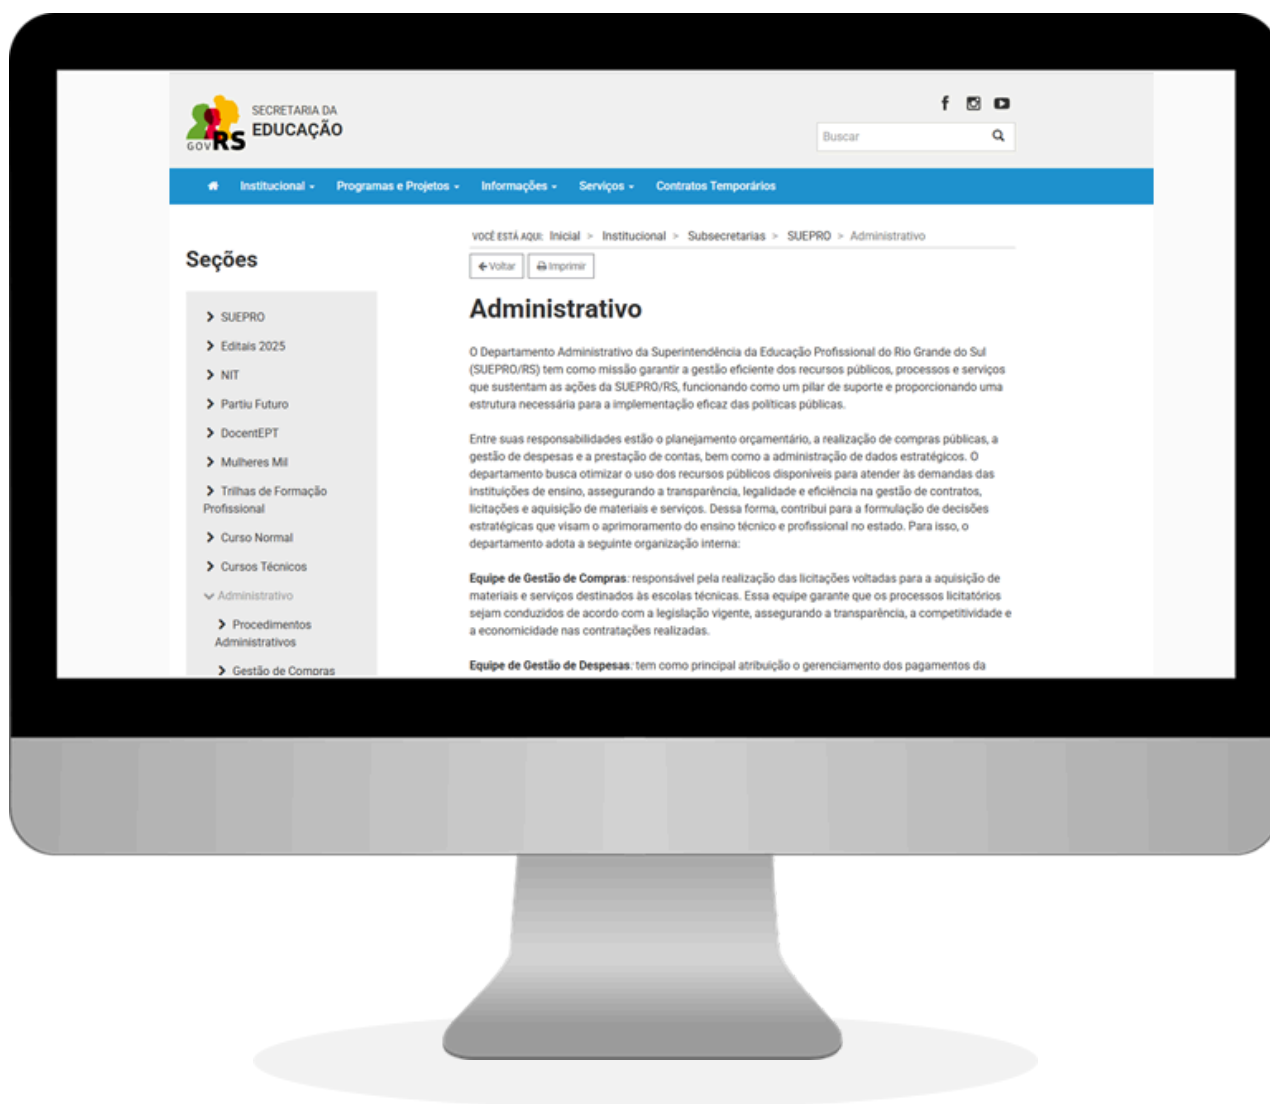 SECRETARIA DA
EDUCAÇÃO
GOV RS
Buscar
Institucional
Programas e Projetos
Informações
Serviços
Contratos Temporários
Seções
SUEPRO
Editais 2025
NIT
Partiu Futuro
DocentEPT
Mulheres Mil
Trilhas de Formação
Profissional
Curso Normal
Cursos Técnicos
Administrativo
Procedimentos
Administrativos
Gestão de Compras
VOCÊ ESTÁ AQUI: Inicial > Institucional > Subsecretarias > SUEPRO > Administrativo
Voltar
Imprimir
Administrativo
O Departamento Administrativo da Superintendência da Educação Profissional do Rio Grande do Sul
(SUEPRO/RS) tem como missão garantir a gestão eficiente dos recursos públicos, processos e serviços
que sustentam as ações da SUEPRO/RS, funcionando como um pilar de suporte e proporcionando uma
estrutura necessária para a implementação eficaz das políticas públicas.
Entre suas responsabilidades estão o planejamento orçamentário, a realização de compras públicas, a
gestão de despesas e a prestação de contas, bem como a administração de dados estratégicos. O
departamento busca otimizar o uso dos recursos públicos disponíveis para atender às demandas das
instituições de ensino, assegurando a transparência, legalidade e eficiência na gestão de contratos,
licitações e aquisição de materiais e serviços. Dessa forma, contribui para a formulação de decisões
estratégicas que visam o aprimoramento do ensino técnico e profissional no estado. Para isso, o
departamento adota a seguinte organização interna:
Equipe de Gestão de Compras: responsável pela realização das licitações voltadas para a aquisição de
materiais e serviços destinados às escolas técnicas. Essa equipe garante que os processos licitatórios
sejam conduzidos de acordo com a legislação vigente, assegurando a transparência, a competitividade e
a economicidade nas contratações realizadas.
Equipe de Gestão de Despesas: tem como principal atribuição o gerenciamento dos pagamentos da